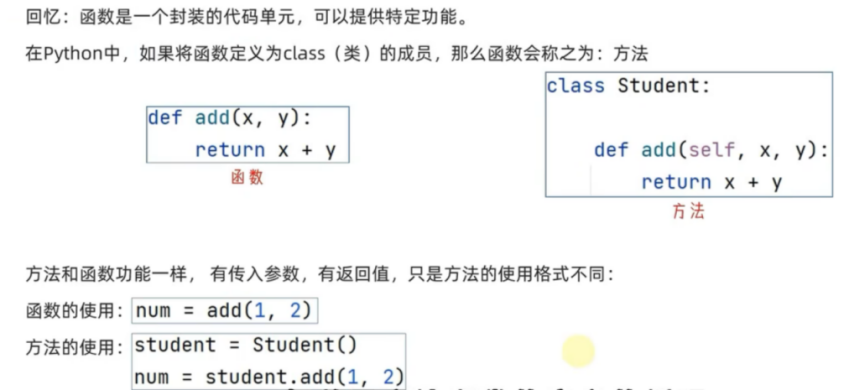 回忆：函数是一个封装的代码单元，可以提供特定功能。
在Python中，如果将函数定义为class（类）的成员，那么函数会称之为：方法
def add(x, y):
    return x + y
函数
class Student:
    def add(self, x, y):
        return x + y
方法
方法和函数功能一样， 有传入参数，有返回值，只是方法的使用格式不同：
函数的使用：num = add(1, 2)
方法的使用：student = Student()
num = student.add(1, 2)